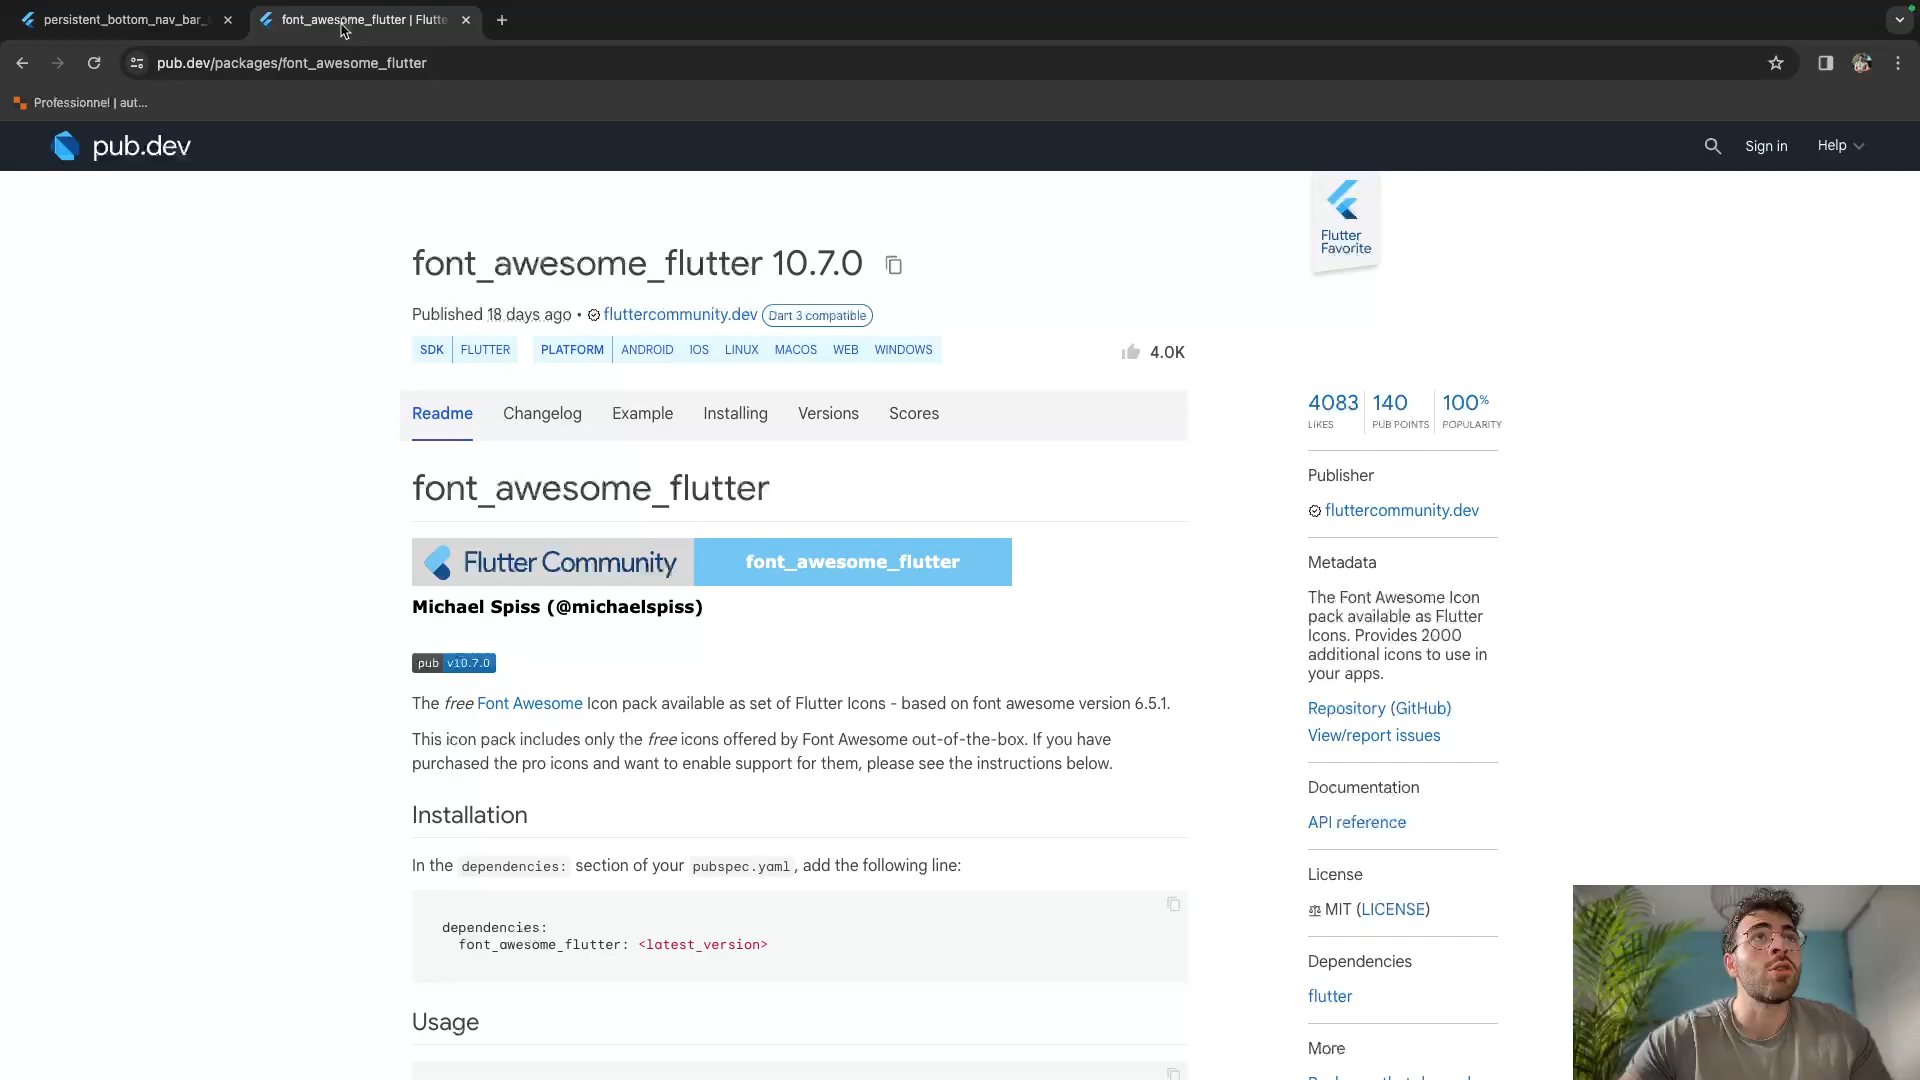 persistent_bottom_nav_bar_
font_awesome_flutter | Flutte
pub.dev/packages/font_awesome_flutter
Professionnel | aut...
pub.dev
Sign in
Help
Flutter
Favorite
font_awesome_flutter 10.7.0
Published 18 days ago • fluttercommunity.dev Dart 3 compatible
SDK FLUTTER PLATFORM ANDROID IOS LINUX MACOS WEB WINDOWS
4.0K
Readme Changelog Example Installing Versions Scores
font_awesome_flutter
Flutter Community font_awesome_flutter
Michael Spiss (@michaelspiss)
pub v10.7.0
The free Font Awesome Icon pack available as set of Flutter Icons - based on font awesome version 6.5.1.
This icon pack includes only the free icons offered by Font Awesome out-of-the-box. If you have
purchased the pro icons and want to enable support for them, please see the instructions below.
Installation
In the dependencies: section of your pubspec.yaml, add the following line:
dependencies:
font_awesome_flutter: <latest_version>
Usage
4083 140 100%
LIKES PUB POINTS POPULARITY
Publisher
fluttercommunity.dev
Metadata
The Font Awesome Icon
pack available as Flutter
Icons. Provides 2000
additional icons to use in
your apps.
Repository (GitHub)
View/report issues
Documentation
API reference
License
MIT (LICENSE)
Dependencies
flutter
More